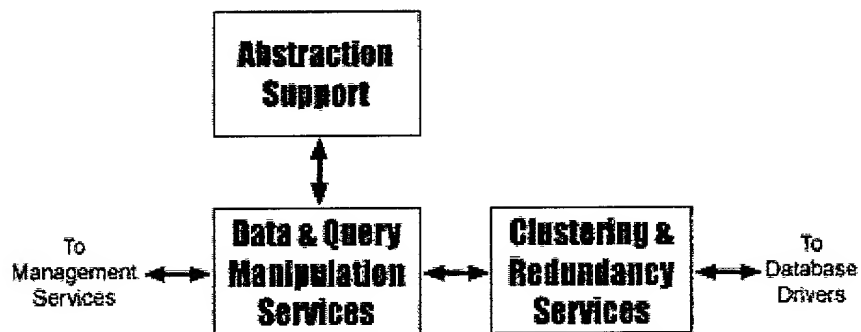 Abstraction
Support
To
Management
Services
Data & Query
Manipulation
Services
Clustering &
Redundancy
Services
To
Database
Drivers